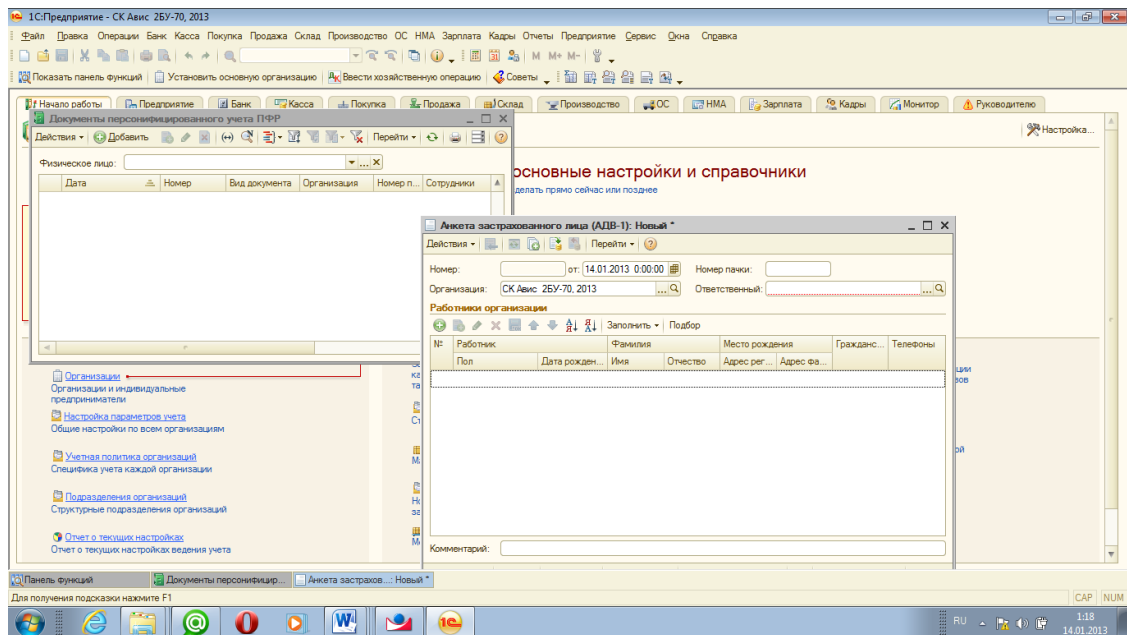 1С:Предприятие - СК Авис 2БУ-70, 2013
Файл Правка Операции Банк Касса Покупка Продажа Склад Производство ОС НМА Зарплата Кадры Отчеты Предприятие Сервис Окна Справка
M M+ M-
Показать панель функций Установить основную организацию Ввести хозяйственную операцию Советы
Начало работы Предприятие Банк Касса Покупка Продажа Склад Производство ОС НМА Зарплата Кадры Монитор Руководителю
Документы персонифицированного учета ПФР
Действия Добавить Перейти
Настройка...
Физическое лицо:
Дата Номер Вид документа Организация Номер п... Сотрудники
основные настройки и справочники
делать прямо сейчас или позднее
Анкета застрахованного лица (АДВ-1): Новый *
Действия Перейти
Номер: от: 14.01.2013 0:00:00 Номер пачки:
Организация: СК Авис 2БУ-70, 2013 Ответственный:
Работники организации
Заполнить Подбор
№ Работник Фамилия Место рождения Гражданс... Телефоны
Пол Дата рожден... Имя Отчество Адрес рег... Адрес фа...
Комментарий:
Организации
Организации и индивидуальные
предприниматели
Настройка параметров учета
Общие настройки по всем организациям
Учетная политика организаций
Специфика учета каждой организации
Подразделения организаций
Структурные подразделения организаций
Отчет о текущих настройках
Отчет о текущих настройках ведения учета
Панель функций Документы персонифицир... Анкета застрахов...: Новый *
Для получения подсказки нажмите F1
CAP NUM
RU
1:18
14.01.2013